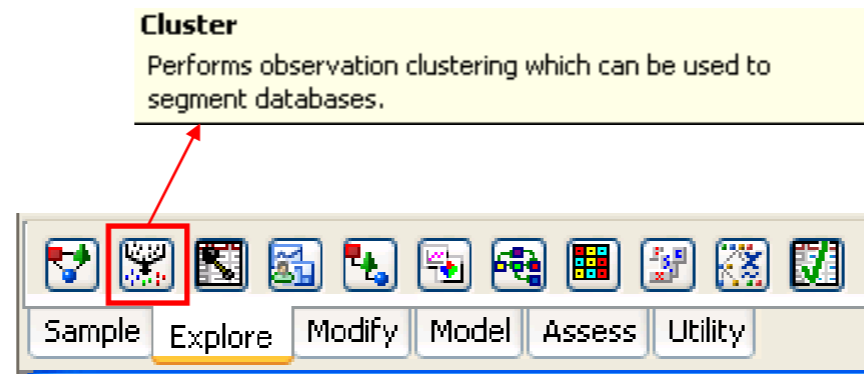 Cluster
Performs observation clustering which can be used to
segment databases.
Sample Explore Modify Model Assess Utility